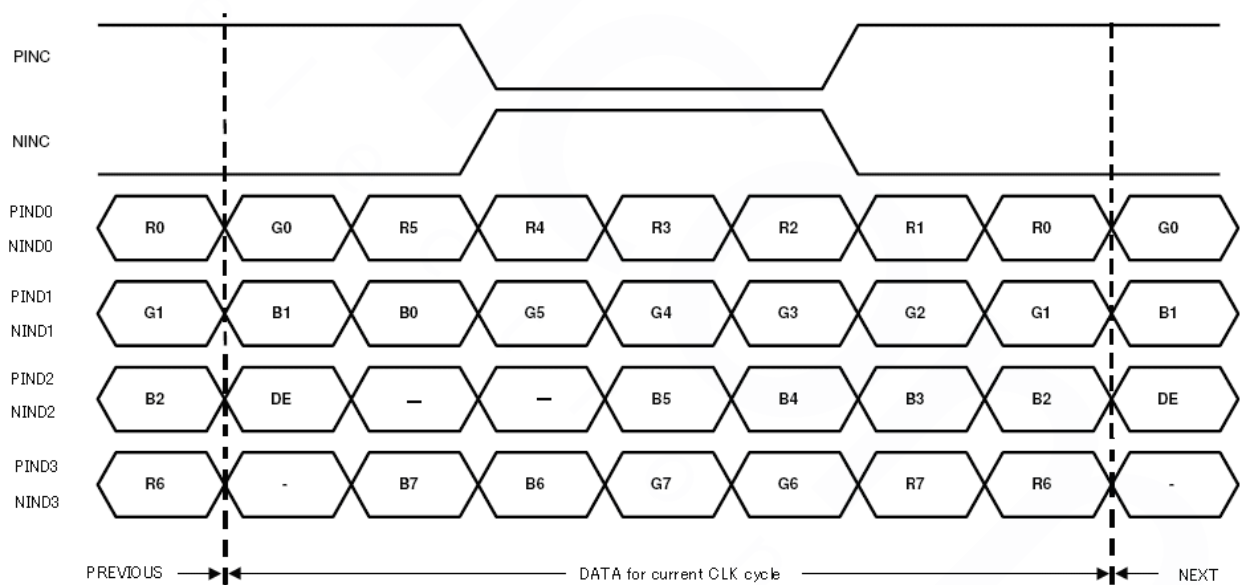 PINC
NINC
PIND0
NIND0
R0 G0 R5 R4 R3 R2 R1 R0 G0
PIND1
NIND1
G1 B1 B0 G5 G4 G3 G2 G1 B1
PIND2
NIND2
B2 DE — — B5 B4 B3 B2 DE
PIND3
NIND3
R6 - B7 B6 G7 G6 R7 R6 -
PREVIOUS DATA for current CLK cycle NEXT